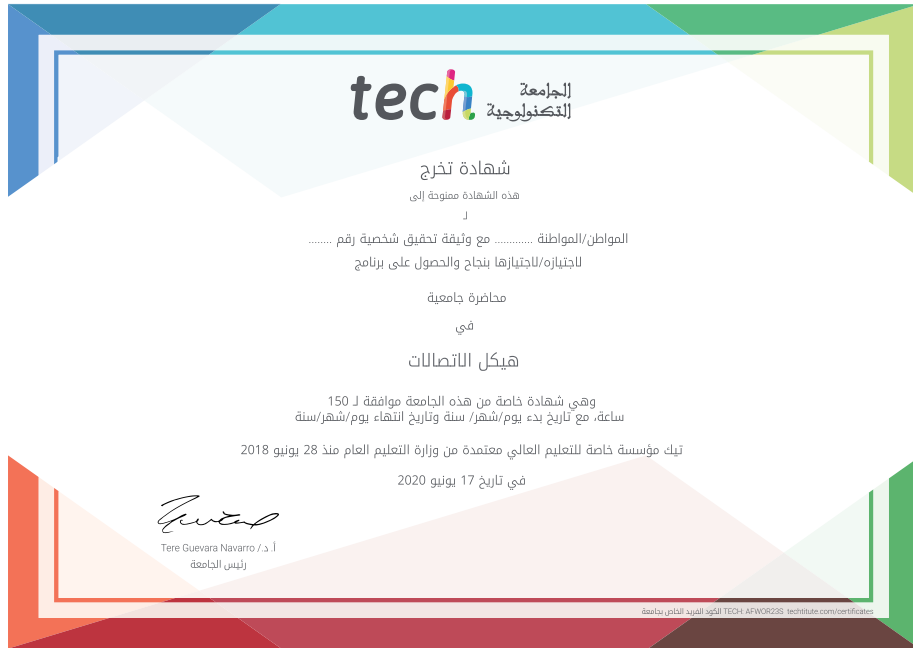 tech
الجامعة
التكنولوجية
شهادة تخرج
هذه الشهادة ممنوحة إلى
لـ
المواطن/المواطنة ............. مع وثيقة تحقيق شخصية رقم ........
لاجتيازه/لاجتيازها بنجاح والحصول على برنامج
محاضرة جامعية
في
هيكل الاتصالات
وهي شهادة خاصة من هذه الجامعة موافقة لـ 150
ساعة، مع تاريخ بدء يوم/شهر/ سنة وتاريخ انتهاء يوم/شهر/سنة
تيك مؤسسة خاصة للتعليم العالي معتمدة من وزارة التعليم العام منذ 28 يونيو 2018
في تاريخ 17 يونيو 2020
أ. د./ Tere Guevara Navarro
رئيس الجامعة
الكود الفريد الخاص بجامعة TECH: AFWOR23S techtitute.com/certificates